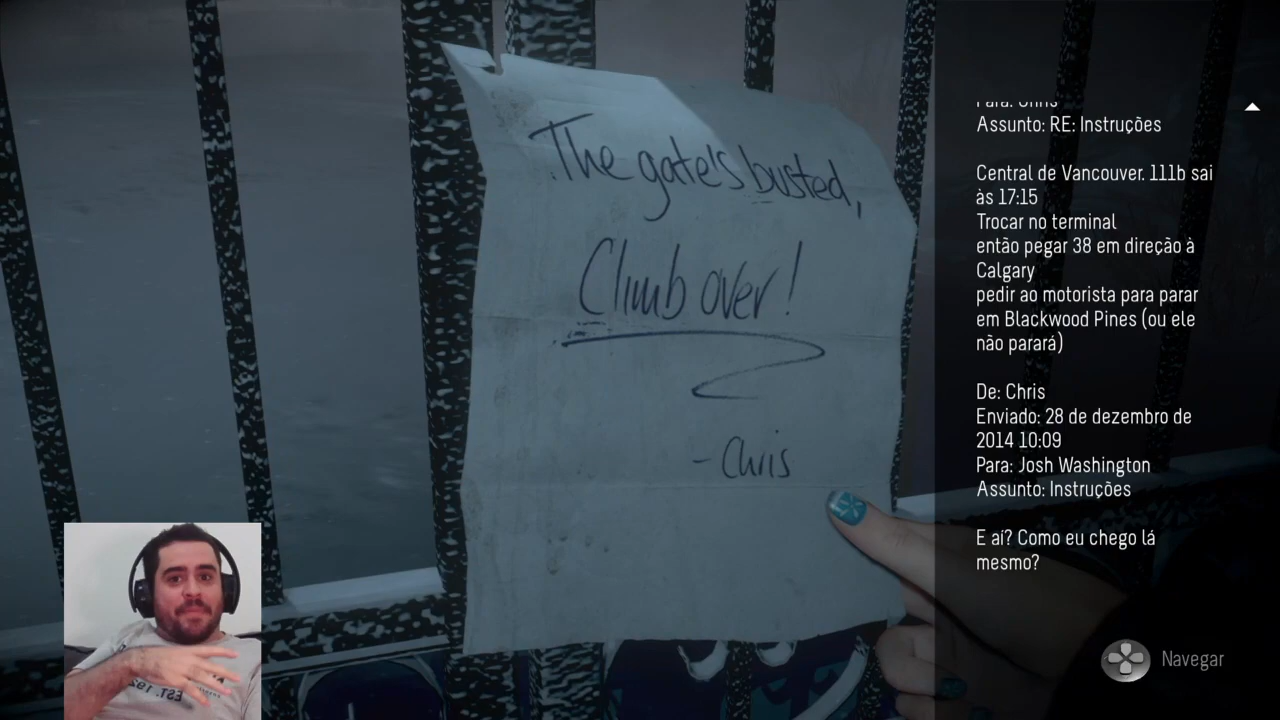 The gate's busted,
Climb over!
- Chris
Para: Chris
Assunto: RE: Instruções
Central de Vancouver. 111b sai
às 17:15
Trocar no terminal
então pegar 38 em direção à
Calgary
pedir ao motorista para parar
em Blackwood Pines (ou ele
não parará)
De: Chris
Enviado: 28 de dezembro de
2014 10:09
Para: Josh Washington
Assunto: Instruções
E aí? Como eu chego lá
mesmo?
Navegar